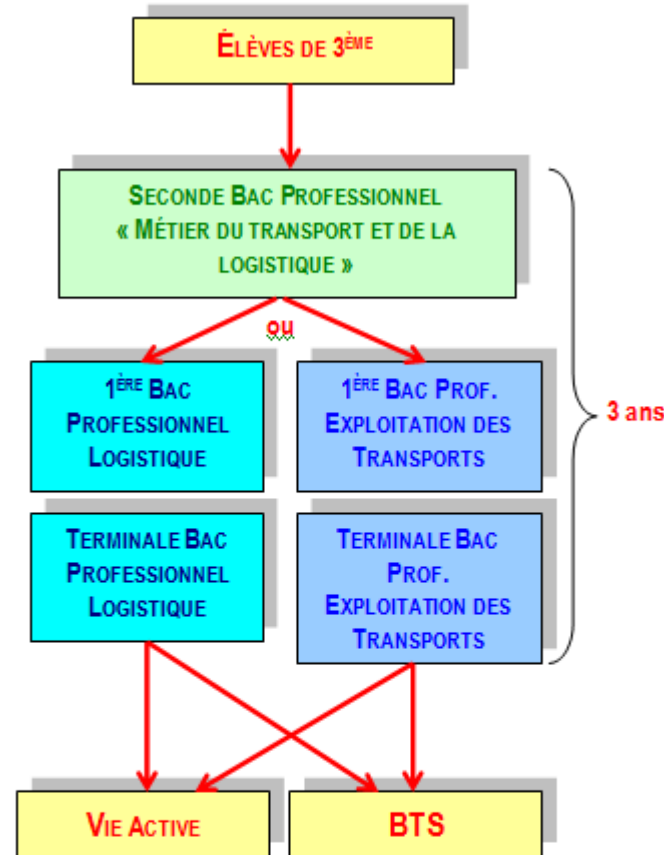 ÉLÈVES DE 3ÈME
SECONDE BAC PROFESSIONNEL
« MÉTIER DU TRANSPORT ET DE LA
LOGISTIQUE »
ou
1ÈRE BAC
PROFESSIONNEL
LOGISTIQUE
1ÈRE BAC PROF.
EXPLOITATION DES
TRANSPORTS
3 ans
TERMINALE BAC
PROFESSIONNEL
LOGISTIQUE
TERMINALE BAC
PROF.
EXPLOITATION DES
TRANSPORTS
VIE ACTIVE
BTS